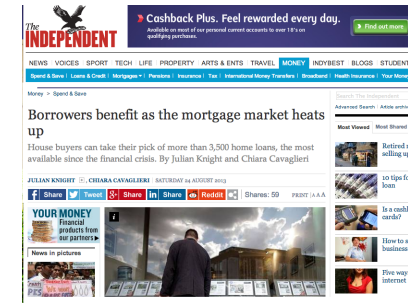 The
INDEPENDENT
Cashback Plus. Feel rewarded every day.
Available on most of our personal current accounts to over 18's on
qualifying purchases.
Find out more
NEWS VOICES SPORT TECH LIFE PROPERTY ARTS & ENTS TRAVEL MONEY INDYBEST BLOGS STUDENT
Spend & Save Loans & Credit Mortgages Pensions Insurance Tax International Money Transfers Broadband Health Insurance Your Money
Money > Spend & Save
Search The Independent
Advanced Search Article archive
Borrowers benefit as the mortgage market heats
up
House buyers can take their pick of more than 3,500 home loans, the most
available since the financial crisis. By Julian Knight and Chiara Cavaglieri
JULIAN KNIGHT , CHIARA CAVAGLIERI SATURDAY 24 AUGUST 2013
Share Tweet Share Share Reddit Shares: 59 PRINT A A A
YOUR MONEY
Financial
products from
our partners
News in pictures
i
Most Viewed Most Shared
Retired
selling up
10 tips fo
loan
Is a cash
cards?
How to s
business
Five way
internet